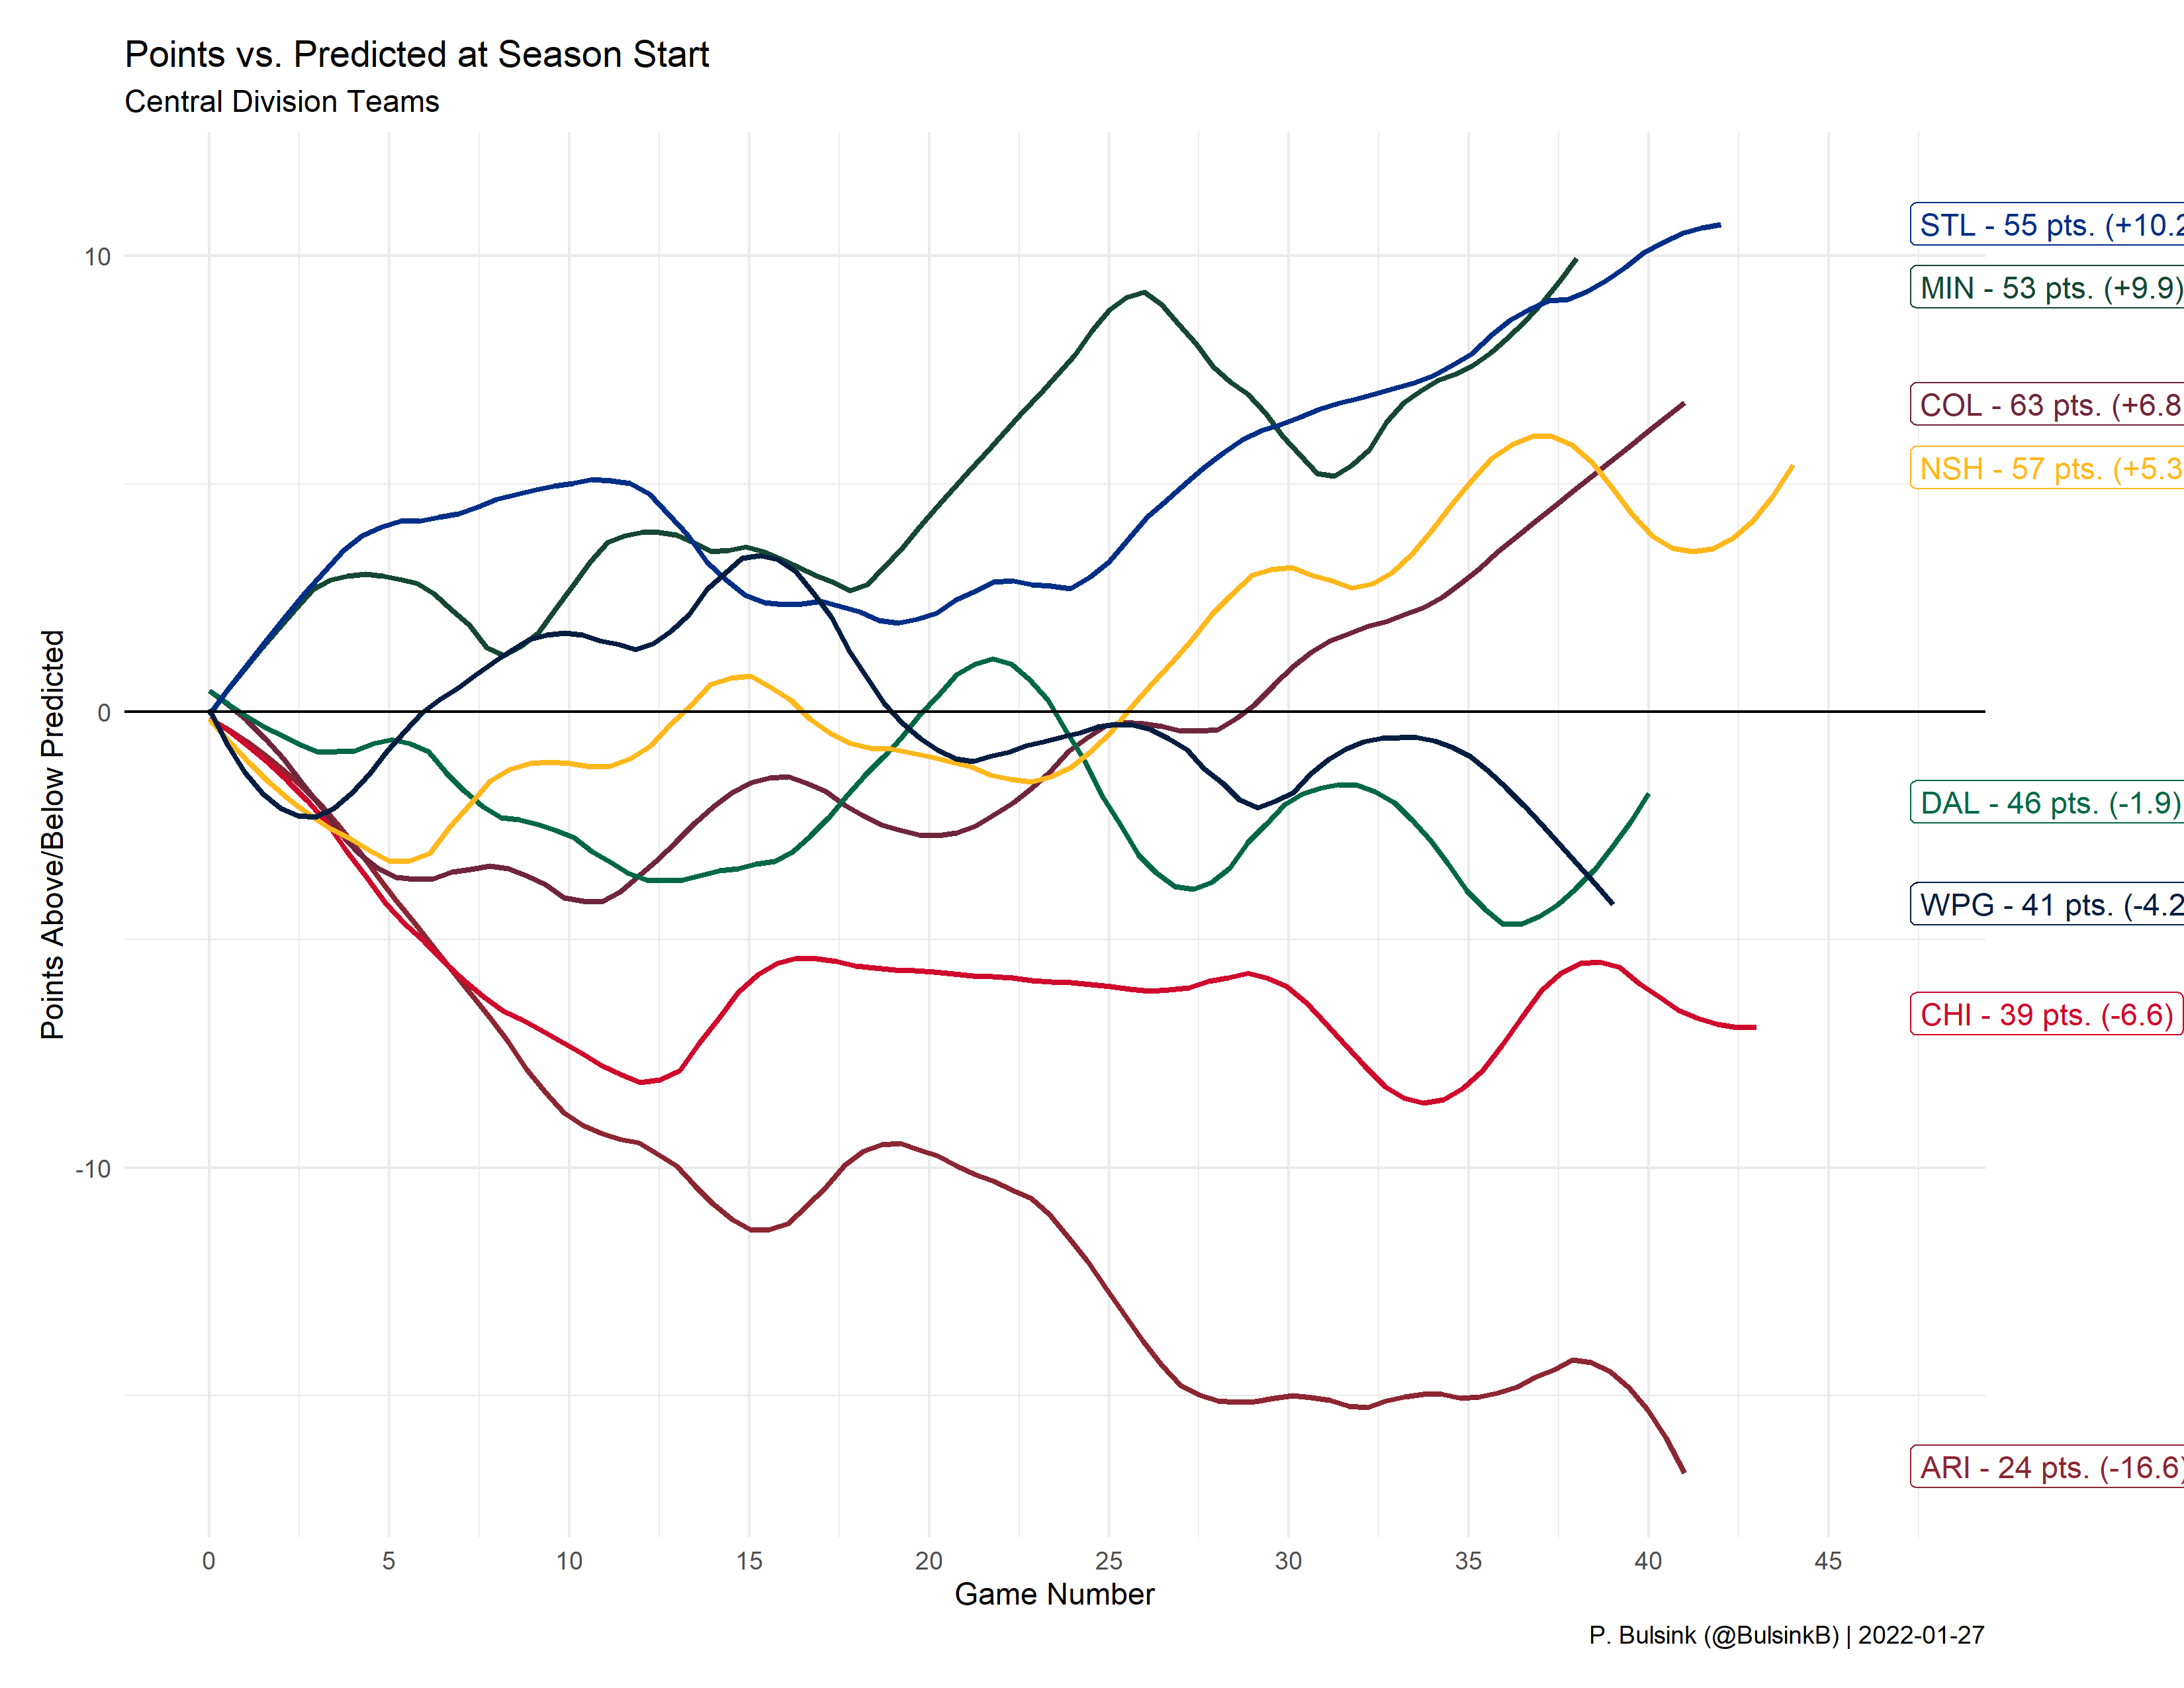 Points vs. Predicted at Season Start
Central Division Teams
Points Above/Below Predicted
10
0
-10
STL - 55 pts. (+10.2
MIN - 53 pts. (+9.9)
COL - 63 pts. (+6.8
NSH - 57 pts. (+5.3
DAL - 46 pts. (-1.9)
WPG - 41 pts. (-4.2
CHI - 39 pts. (-6.6)
ARI - 24 pts. (-16.6)
0 5 10 15 20 25 30 35 40 45
Game Number
P. Bulsink (@BulsinkB) | 2022-01-27